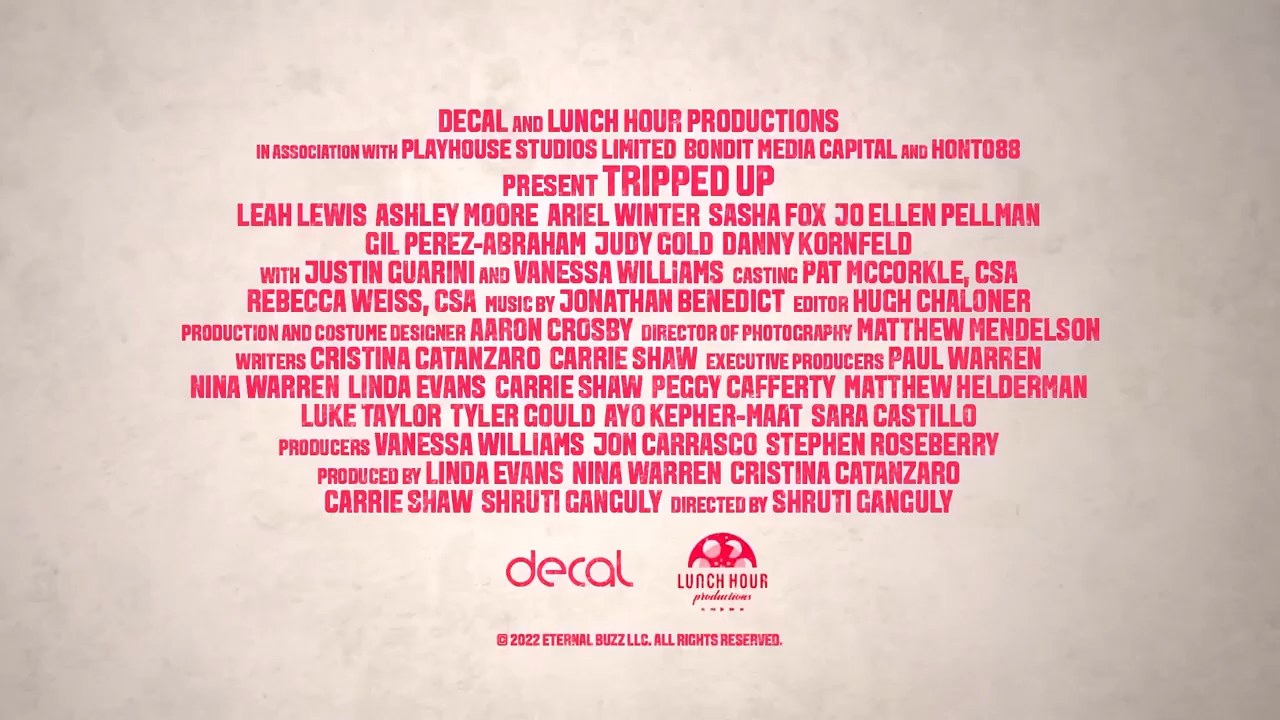 DECAL AND LUNCH HOUR PRODUCTIONS
IN ASSOCIATION WITH PLAYHOUSE STUDIOS LIMITED BONDIT MEDIA CAPITAL AND HONTO88
PRESENT TRIPPED UP
LEAH LEWIS ASHLEY MOORE ARIEL WINTER SASHA FOX JO ELLEN PELLMAN
GIL PEREZ-ABRAHAM JUDY GOLD DANNY KORNFELD
WITH JUSTIN GUARINI AND VANESSA WILLIAMS CASTING PAT MCCORKLE, CSA
REBECCA WEISS, CSA MUSIC BY JONATHAN BENEDICT EDITOR HUGH CHALONER
PRODUCTION AND COSTUME DESIGNER AARON CROSBY DIRECTOR OF PHOTOGRAPHY MATTHEW MENDELSON
WRITERS CRISTINA CATANZARO CARRIE SHAW EXECUTIVE PRODUCERS PAUL WARREN
NINA WARREN LINDA EVANS CARRIE SHAW PEGGY CAFFERTY MATTHEW HELDERMAN
LUKE TAYLOR TYLER GOULD AYO KEPHER-MAAT SARA CASTILLO
PRODUCERS VANESSA WILLIAMS JON CARRASCO STEPHEN ROSEBERRY
PRODUCED BY LINDA EVANS NINA WARREN CRISTINA CATANZARO
CARRIE SHAW SHRUTI GANGULY DIRECTED BY SHRUTI GANGULY
decal
LUNCH HOUR
productions
© 2022 ETERNAL BUZZ LLC. ALL RIGHTS RESERVED.